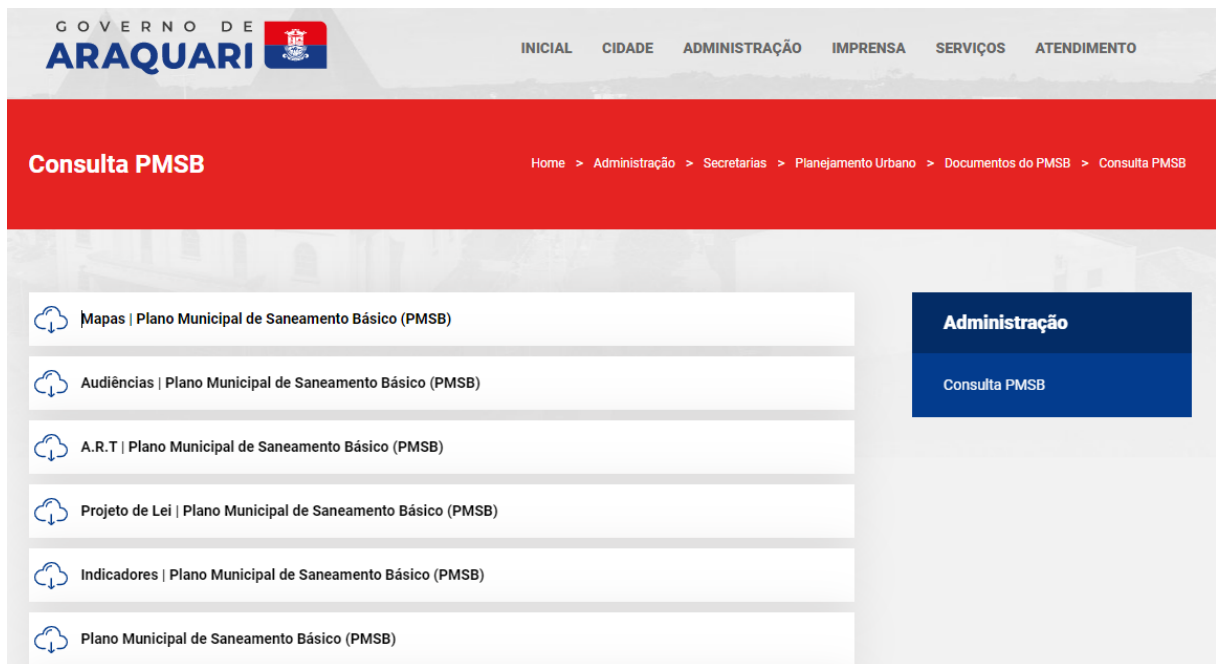 GOVERNO DE
ARAQUARI
INICIAL CIDADE ADMINISTRAÇÃO IMPRENSA SERVIÇOS ATENDIMENTO
Consulta PMSB
Home > Administração > Secretarias > Planejamento Urbano > Documentos do PMSB > Consulta PMSB
Mapas | Plano Municipal de Saneamento Básico (PMSB)
Audiências | Plano Municipal de Saneamento Básico (PMSB)
A.R.T | Plano Municipal de Saneamento Básico (PMSB)
Projeto de Lei | Plano Municipal de Saneamento Básico (PMSB)
Indicadores | Plano Municipal de Saneamento Básico (PMSB)
Plano Municipal de Saneamento Básico (PMSB)
Administração
Consulta PMSB